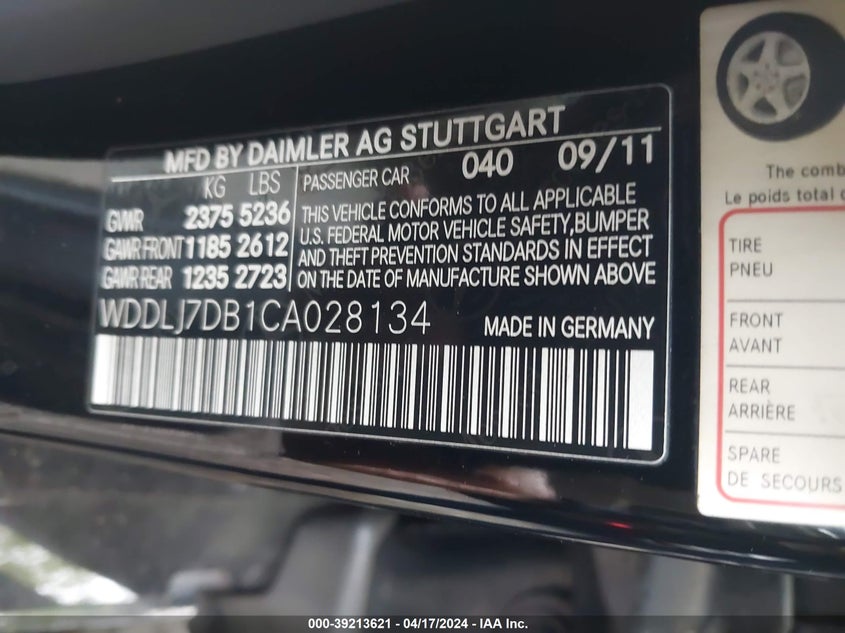 MFD BY DAIMLER AG STUTTGART
KG LBS
GVWR 2375 5236
GAWR FRONT 1185 2612
GAWR REAR 1235 2723
PASSENGER CAR 040 09/11
THIS VEHICLE CONFORMS TO ALL APPLICABLE
U.S. FEDERAL MOTOR VEHICLE SAFETY, BUMPER
AND THEFT PREVENTION STANDARDS IN EFFECT
ON THE DATE OF MANUFACTURE SHOWN ABOVE
WDDLJ7DB1CA028134 MADE IN GERMANY
The comb
Le poids total
TIRE
PNEU
FRONT
AVANT
REAR
ARRIÈRE
SPARE
DE SECOURS
000-39213621 - 04/17/2024 - IAA Inc.